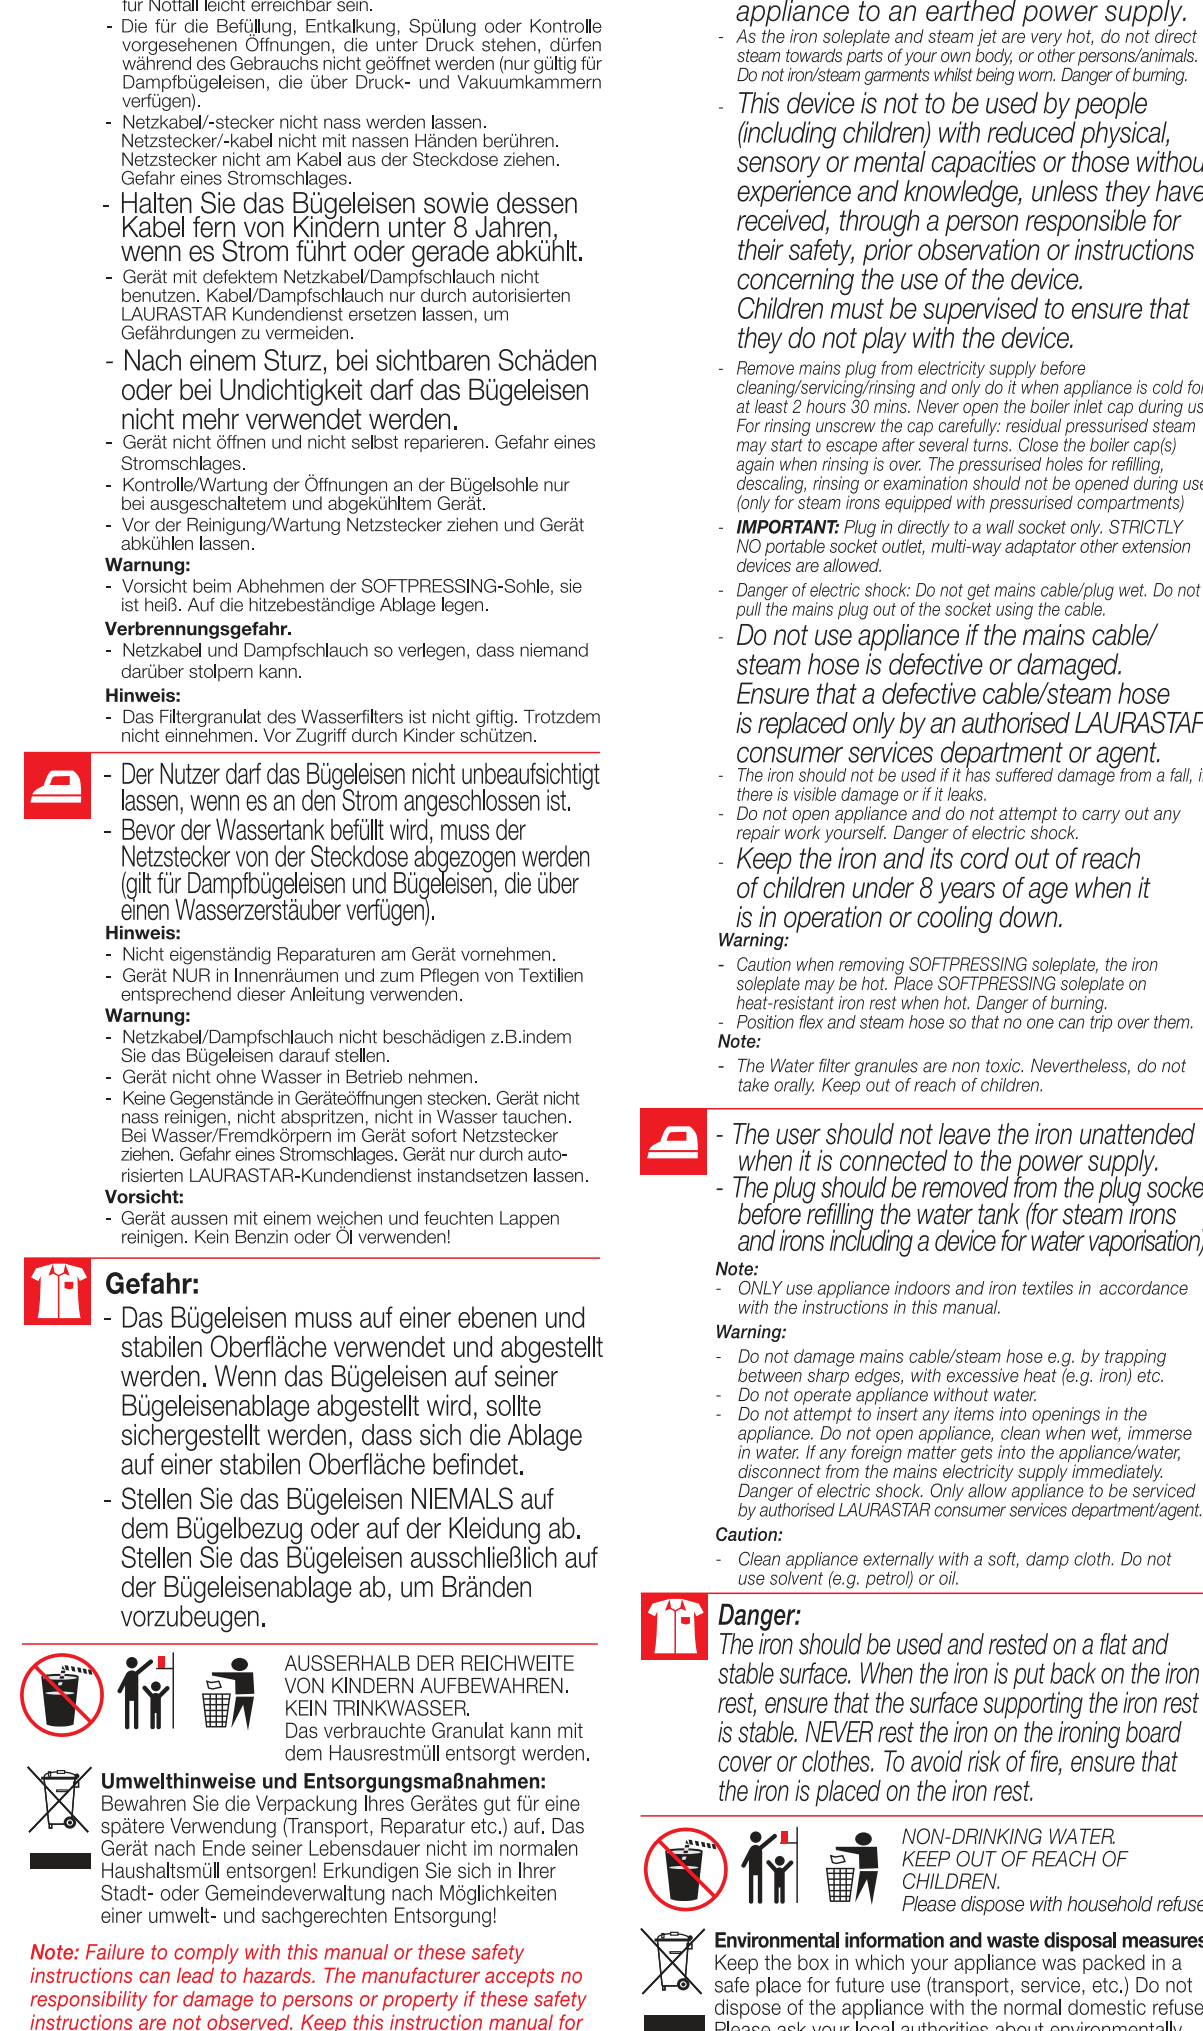 für Notfall leicht erreichbar sein.
- Die für die Befüllung, Entkalkung, Spülung oder Kontrolle
vorgesehenen Öffnungen, die unter Druck stehen, dürfen
während des Gebrauchs nicht geöffnet werden (nur gültig für
Dampfbügeleisen, die über Druck- und Vakuumkammern
verfügen).
- Netzkabel/-stecker nicht nass werden lassen.
Netzstecker/-kabel nicht mit nassen Händen berühren.
Netzstecker nicht am Kabel aus der Steckdose ziehen.
Gefahr eines Stromschlages.
- Halten Sie das Bügeleisen sowie dessen
Kabel fern von Kindern unter 8 Jahren,
wenn es Strom führt oder gerade abkühlt.
- Gerät mit defektem Netzkabel/Dampfschlauch nicht
benutzen. Kabel/Dampfschlauch nur durch autorisierten
LAURASTAR Kundendienst ersetzen lassen, um
Gefährdungen zu vermeiden.
- Nach einem Sturz, bei sichtbaren Schäden
oder bei Undichtigkeit darf das Bügeleisen
nicht mehr verwendet werden.
- Gerät nicht öffnen und nicht selbst reparieren. Gefahr eines
Stromschlages.
- Kontrolle/Wartung der Öffnungen an der Bügelsohle nur
bei ausgeschaltetem und abgekühltem Gerät.
- Vor der Reinigung/Wartung Netzstecker ziehen und Gerät
abkühlen lassen.
Warnung:
- Vorsicht beim Abhehmen der SOFTPRESSING-Sohle, sie
ist heiß. Auf die hitzebeständige Ablage legen.
Verbrennungsgefahr.
- Netzkabel und Dampfschlauch so verlegen, dass niemand
darüber stolpern kann.
Hinweis:
- Das Filtergranulat des Wasserfilters ist nicht giftig. Trotzdem
nicht einnehmen. Vor Zugriff durch Kinder schützen.
- Der Nutzer darf das Bügeleisen nicht unbeaufsichtigt
lassen, wenn es an den Strom angeschlossen ist.
- Bevor der Wassertank befüllt wird, muss der
Netzstecker von der Steckdose abgezogen werden
(gilt für Dampfbügeleisen und Bügeleisen, die über
einen Wasserzerstäuber verfügen).
Hinweis:
- Nicht eigenständig Reparaturen am Gerät vornehmen.
- Gerät NUR in Innenräumen und zum Pflegen von Textilien
entsprechend dieser Anleitung verwenden.
Warnung:
- Netzkabel/Dampfschlauch nicht beschädigen z.B.indem
Sie das Bügeleisen darauf stellen.
- Gerät nicht ohne Wasser in Betrieb nehmen.
- Keine Gegenstände in Geräteöffnungen stecken. Gerät nicht
nass reinigen, nicht abspritzen, nicht in Wasser tauchen.
Bei Wasser/Fremdkörpern im Gerät sofort Netzstecker
ziehen. Gefahr eines Stromschlages. Gerät nur durch auto-
risierten LAURASTAR-Kundendienst instandsetzen lassen.
Vorsicht:
- Gerät aussen mit einem weichen und feuchten Lappen
reinigen. Kein Benzin oder Öl verwenden!
Gefahr:
- Das Bügeleisen muss auf einer ebenen und
stabilen Oberfläche verwendet und abgestellt
werden. Wenn das Bügeleisen auf seiner
Bügeleisenablage abgestellt wird, sollte
sichergestellt werden, dass sich die Ablage
auf einer stabilen Oberfläche befindet.
- Stellen Sie das Bügeleisen NIEMALS auf
dem Bügelbezug oder auf der Kleidung ab.
Stellen Sie das Bügeleisen ausschließlich auf
der Bügeleisenablage ab, um Bränden
vorzubeugen.
AUSSERHALB DER REICHWEITE
VON KINDERN AUFBEWAHREN.
KEIN TRINKWASSER.
Das verbrauchte Granulat kann mit
dem Hausrestmüll entsorgt werden.
Umwelthinweise und Entsorgungsmaßnahmen:
Bewahren Sie die Verpackung Ihres Gerätes gut für eine
spätere Verwendung (Transport, Reparatur etc.) auf. Das
Gerät nach Ende seiner Lebensdauer nicht im normalen
Haushaltsmüll entsorgen! Erkundigen Sie sich in Ihrer
Stadt- oder Gemeindeverwaltung nach Möglichkeiten
einer umwelt- und sachgerechten Entsorgung!
Note: Failure to comply with this manual or these safety
instructions can lead to hazards. The manufacturer accepts no
responsibility for damage to persons or property if these safety
instructions are not observed. Keep this instruction manual for
appliance to an earthed power supply.
- As the iron soleplate and steam jet are very hot, do not direct
steam towards parts of your own body, or other persons/animals.
Do not iron/steam garments whilst being worn. Danger of burning.
- This device is not to be used by people
(including children) with reduced physical,
sensory or mental capacities or those withou
experience and knowledge, unless they have
received, through a person responsible for
their safety, prior observation or instructions
concerning the use of the device.
Children must be supervised to ensure that
they do not play with the device.
- Remove mains plug from electricity supply before
cleaning/servicing/rinsing and only do it when appliance is cold for
at least 2 hours 30 mins. Never open the boiler inlet cap during us
For rinsing unscrew the cap carefully: residual pressurised steam
may start to escape after several turns. Close the boiler cap(s)
again when rinsing is over. The pressurised holes for refilling,
descaling, rinsing or examination should not be opened during use
(only for steam irons equipped with pressurised compartments)
- IMPORTANT: Plug in directly to a wall socket only. STRICTLY
NO portable socket outlet, multi-way adaptator other extension
devices are allowed.
- Danger of electric shock: Do not get mains cable/plug wet. Do not
pull the mains plug out of the socket using the cable.
- Do not use appliance if the mains cable/
steam hose is defective or damaged.
Ensure that a defective cable/steam hose
is replaced only by an authorised LAURASTAR
consumer services department or agent.
- The iron should not be used if it has suffered damage from a fall, i
there is visible damage or if it leaks.
- Do not open appliance and do not attempt to carry out any
repair work yourself. Danger of electric shock.
- Keep the iron and its cord out of reach
of children under 8 years of age when it
is in operation or cooling down.
Warning:
- Caution when removing SOFTPRESSING soleplate, the iron
soleplate may be hot. Place SOFTPRESSING soleplate on
heat-resistant iron rest when hot. Danger of burning.
- Position flex and steam hose so that no one can trip over them.
Note:
- The Water filter granules are non toxic. Nevertheless, do not
take orally. Keep out of reach of children.
- The user should not leave the iron unattended
when it is connected to the power supply.
- The plug should be removed from the plug socke
before refilling the water tank (for steam irons
and irons including a device for water vaporisation)
Note:
- ONLY use appliance indoors and iron textiles in accordance
with the instructions in this manual.
Warning:
- Do not damage mains cable/steam hose e.g. by trapping
between sharp edges, with excessive heat (e.g. iron) etc.
- Do not operate appliance without water.
- Do not attempt to insert any items into openings in the
appliance. Do not open appliance, clean when wet, immerse
in water. If any foreign matter gets into the appliance/water,
disconnect from the mains electricity supply immediately.
Danger of electric shock. Only allow appliance to be serviced
by authorised LAURASTAR consumer services department/agent.
Caution:
- Clean appliance externally with a soft, damp cloth. Do not
use solvent (e.g. petrol) or oil.
Danger:
The iron should be used and rested on a flat and
stable surface. When the iron is put back on the iron
rest, ensure that the surface supporting the iron rest
is stable. NEVER rest the iron on the ironing board
cover or clothes. To avoid risk of fire, ensure that
the iron is placed on the iron rest.
NON-DRINKING WATER.
KEEP OUT OF REACH OF
CHILDREN.
Please dispose with household refuse
Environmental information and waste disposal measures
Keep the box in which your appliance was packed in a
safe place for future use (transport, service, etc.) Do not
dispose of the appliance with the normal domestic refuse
Please ask your local authorities about environmentally